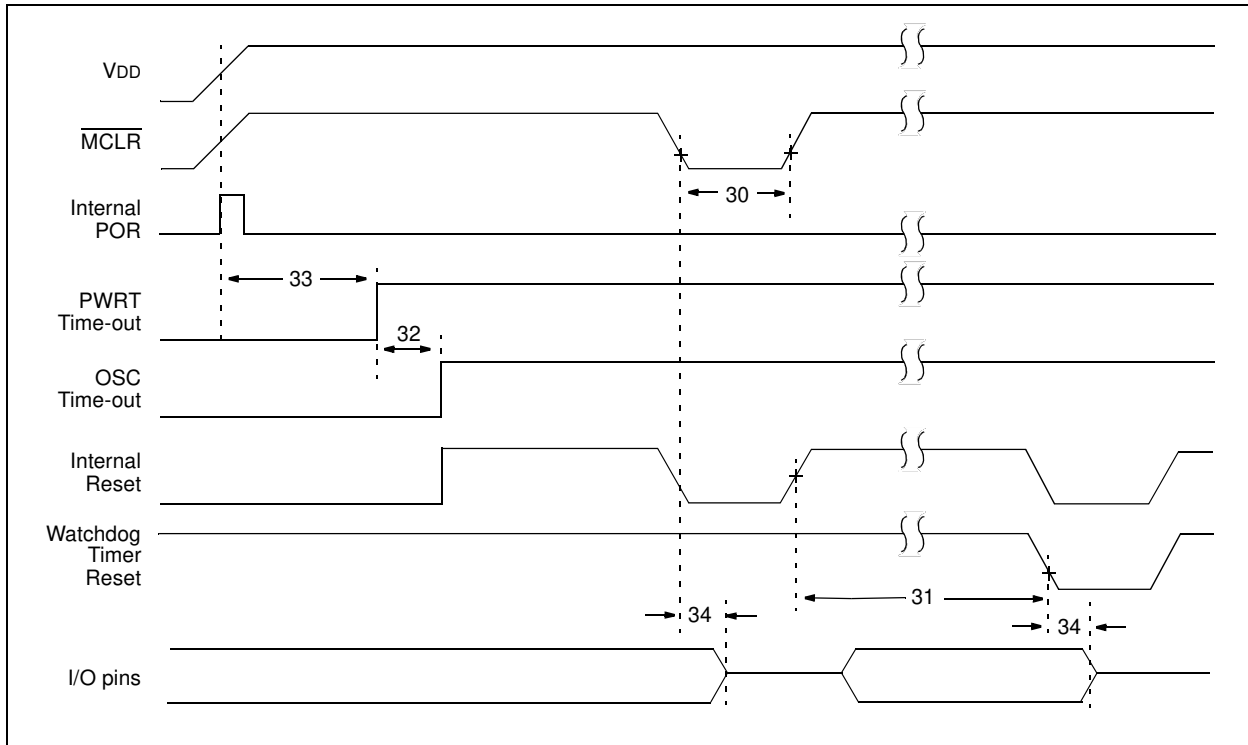 VDD
MCLR
30
Internal
POR
33
PWRT
Time-out
32
OSC
Time-out
Internal
Reset
Watchdog
Timer
Reset
31
34
34
I/O pins